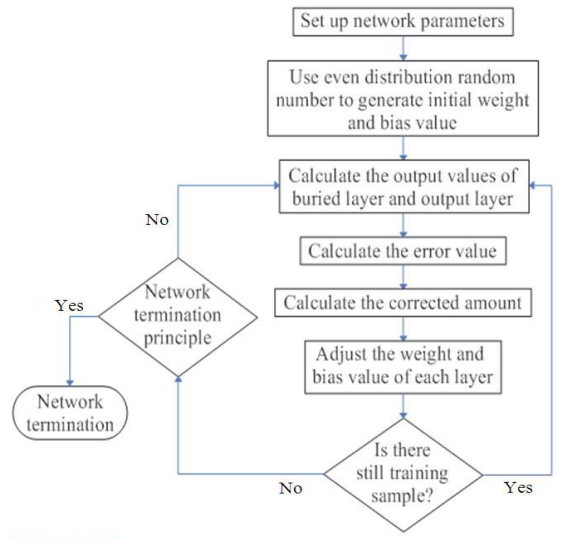 Set up network parameters
Use even distribution random
number to generate initial weight
and bias value
Calculate the output values of
buried layer and output layer
No
Calculate the error value
Network
termination
principle
Yes
Calculate the corrected amount
Adjust the weight and
bias value of each layer
Network
termination
Is there
still training
sample?
No
Yes